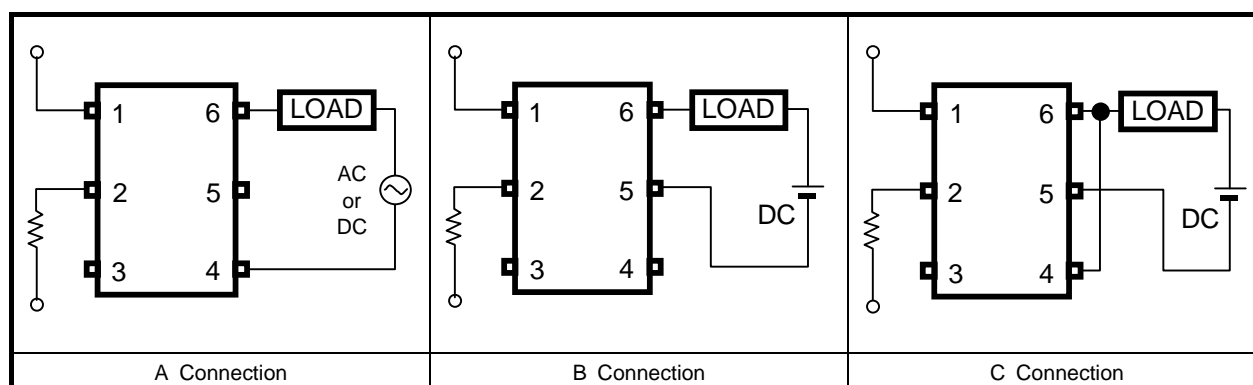 1 6 LOAD
2 5 AC
or
DC
3 4
A Connection
1 6 LOAD
2 5
DC
3 4
B Connection
1 6 LOAD
2 5
DC
3 4
C Connection